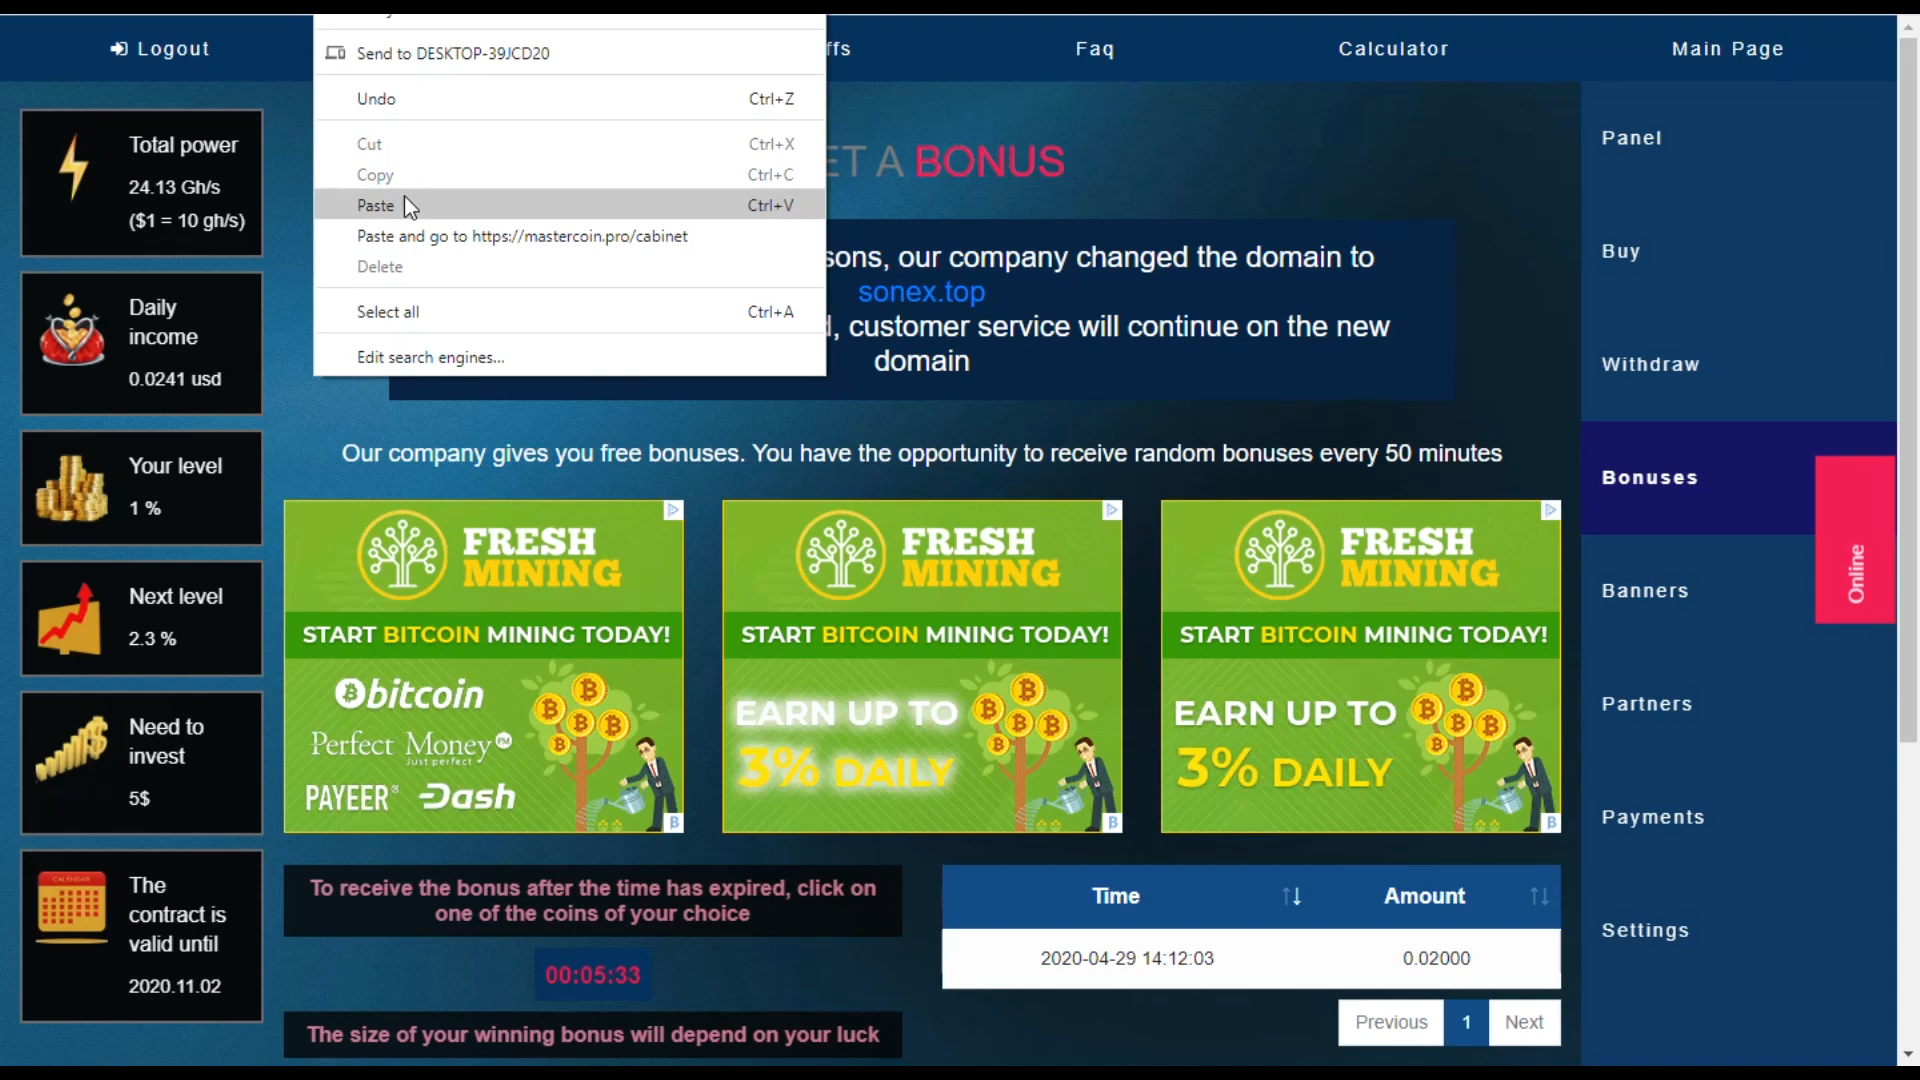 Logout
Faq
Calculator
Main Page
Send to DESKTOP-39JCD20
Undo Ctrl+Z
Cut Ctrl+X
Copy Ctrl+C
Paste Ctrl+V
Paste and go to https://mastercoin.pro/cabinet
Delete
Select all Ctrl+A
Edit search engines...
Total power
24.13 Gh/s
($1 = 10 gh/s)
Daily
income
0.0241 usd
Your level
1 %
Next level
2.3 %
Need to
invest
5$
CALENDAR
The
contract is
valid until
2020.11.02
A BONUS
our company changed the domain to
sonex.top
customer service will continue on the new
domain
Our company gives you free bonuses. You have the opportunity to receive random bonuses every 50 minutes
FRESH
MINING
START BITCOIN MINING TODAY!
bitcoin
Perfect Money PM
Just perfect
PAYEER Dash
FRESH
MINING
START BITCOIN MINING TODAY!
EARN UP TO
3% DAILY
FRESH
MINING
START BITCOIN MINING TODAY!
EARN UP TO
3% DAILY
To receive the bonus after the time has expired, click on
one of the coins of your choice
00:05:33
The size of your winning bonus will depend on your luck
Time Amount
2020-04-29 14:12:03 0.02000
Previous 1 Next
Panel
Buy
Withdraw
Bonuses
Banners
Partners
Payments
Settings
Online